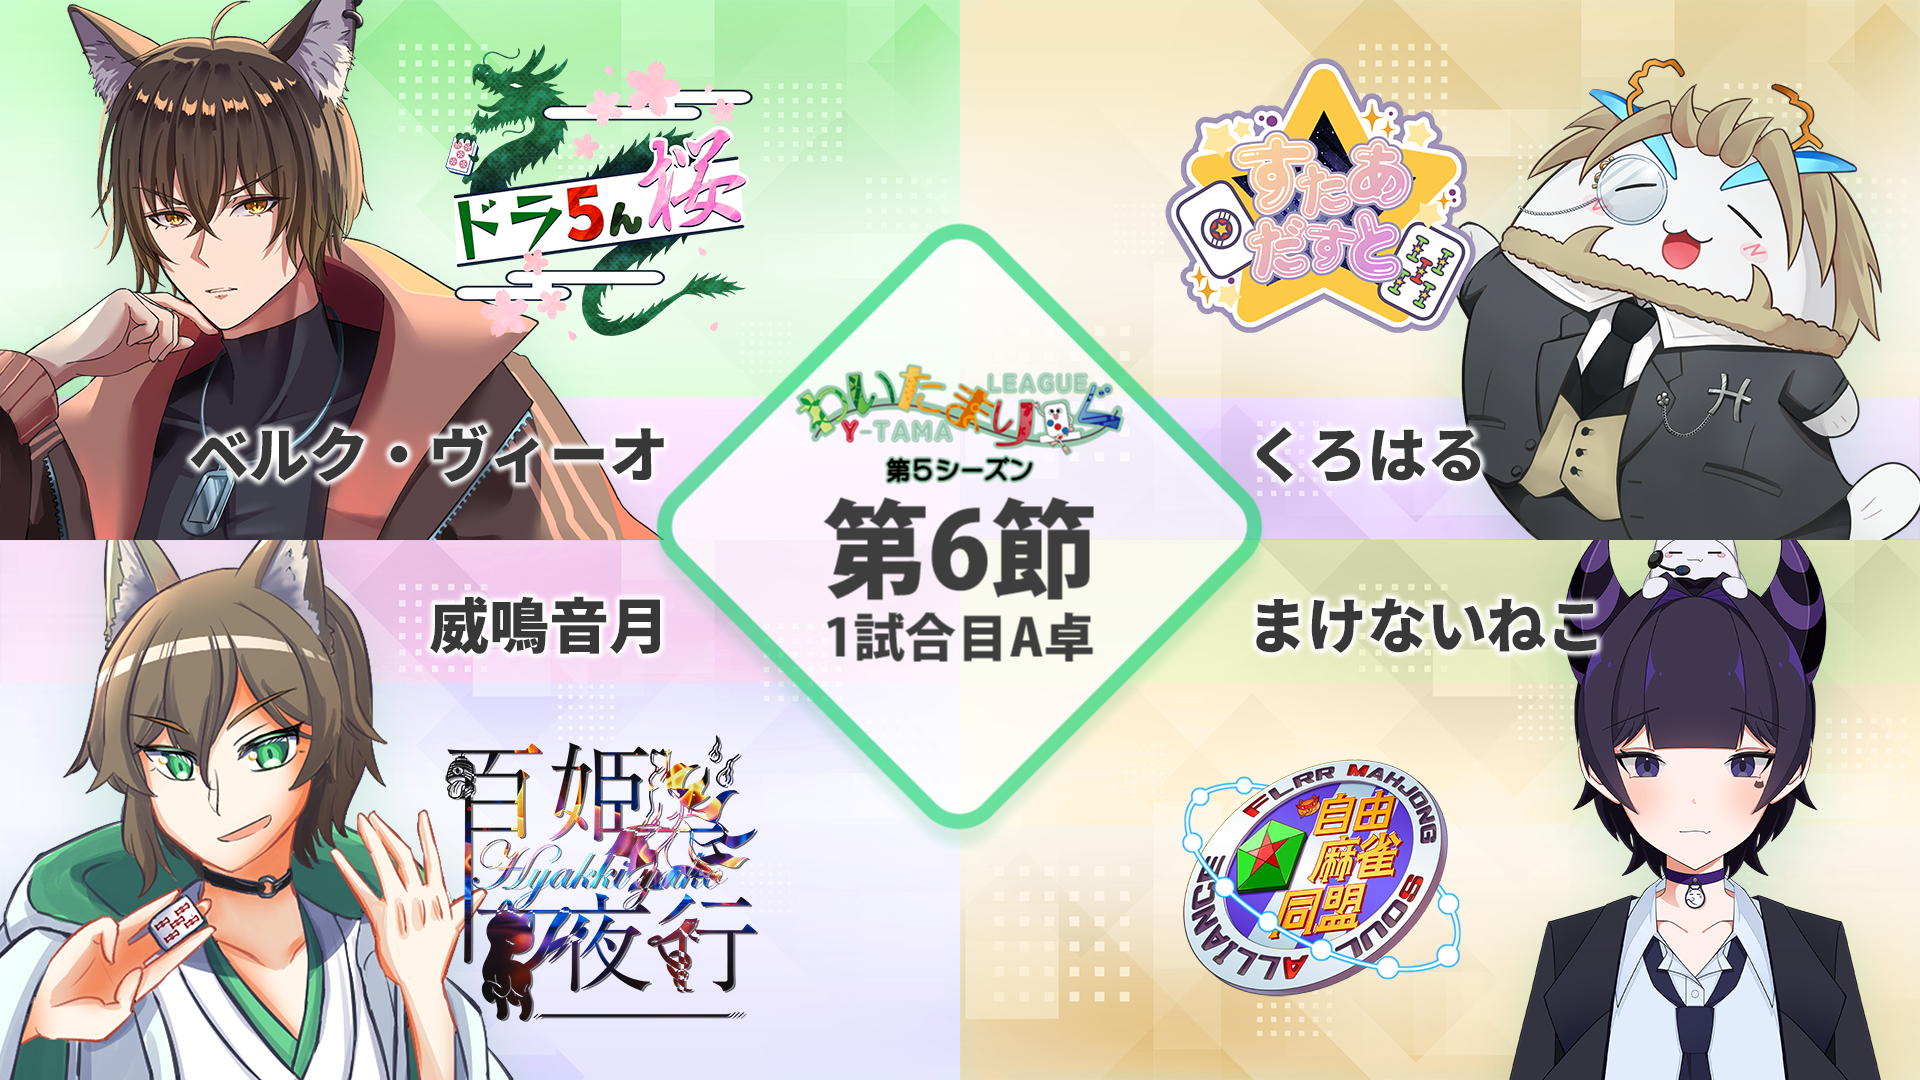 ドラ5ん桜
ベルク・ヴィーオ
すたあ
だすと
くろはる
わいたまりーぐ
LEAGUE
Y-TAMA
第5シーズン
第6節
1試合目A卓
威鳴音月
百姫
Hyakki yako
夜行
まけないねこ
FLRR MAHJONG SOUL ALLIANCE
自由
麻雀
同盟